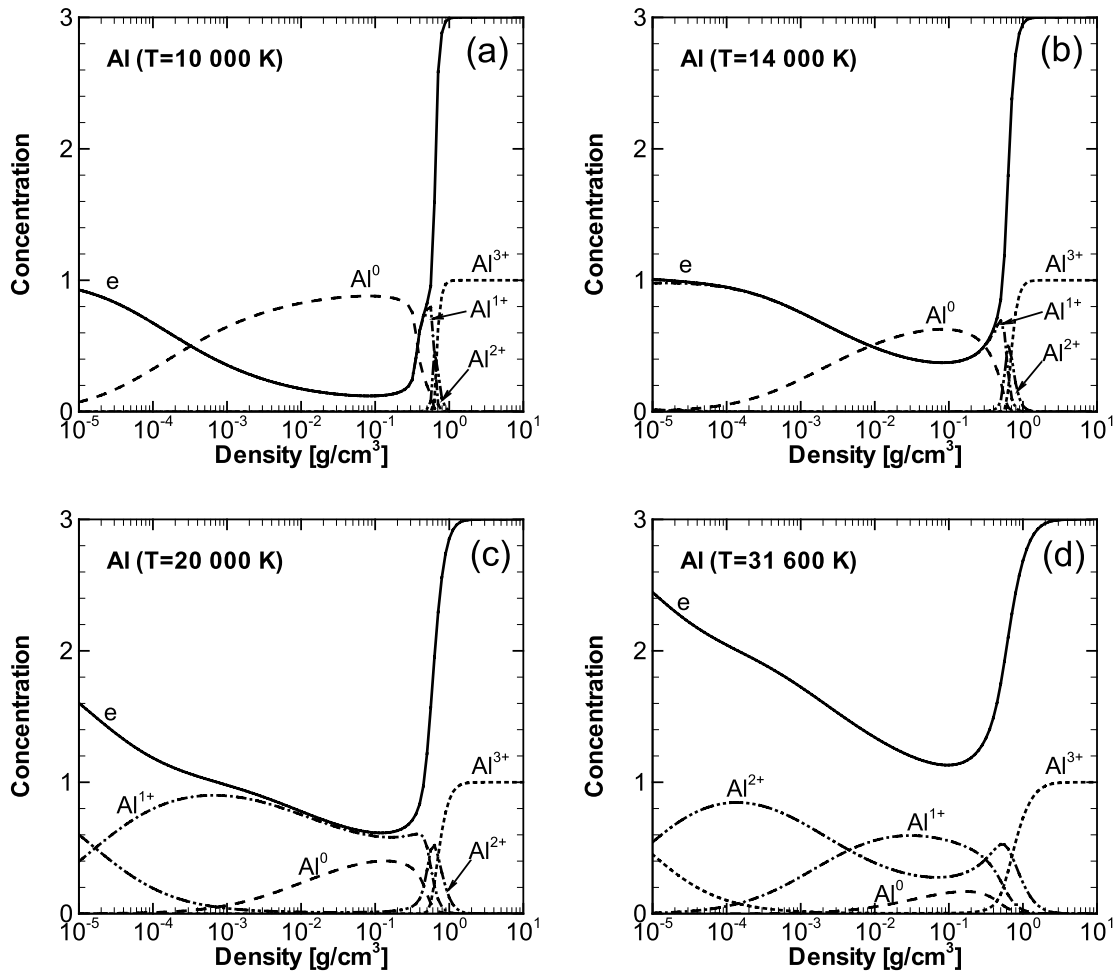 3
Al (T=10 000 K)
(a)
Concentration
2
1
0
e
Al⁰
Al³⁺
Al¹⁺
Al²⁺
10⁻⁵ 10⁻⁴ 10⁻³ 10⁻² 10⁻¹ 10⁰ 10¹
Density [g/cm³]
3
Al (T=14 000 K)
(b)
Concentration
2
1
0
e
Al⁰
Al³⁺
Al¹⁺
Al²⁺
10⁻⁵ 10⁻⁴ 10⁻³ 10⁻² 10⁻¹ 10⁰ 10¹
Density [g/cm³]
3
Al (T=20 000 K)
(c)
Concentration
2
1
0
e
Al¹⁺
Al⁰
Al³⁺
Al²⁺
10⁻⁵ 10⁻⁴ 10⁻³ 10⁻² 10⁻¹ 10⁰ 10¹
Density [g/cm³]
3
Al (T=31 600 K)
(d)
Concentration
2
1
0
e
Al²⁺
Al¹⁺
Al⁰
Al³⁺
10⁻⁵ 10⁻⁴ 10⁻³ 10⁻² 10⁻¹ 10⁰ 10¹
Density [g/cm³]